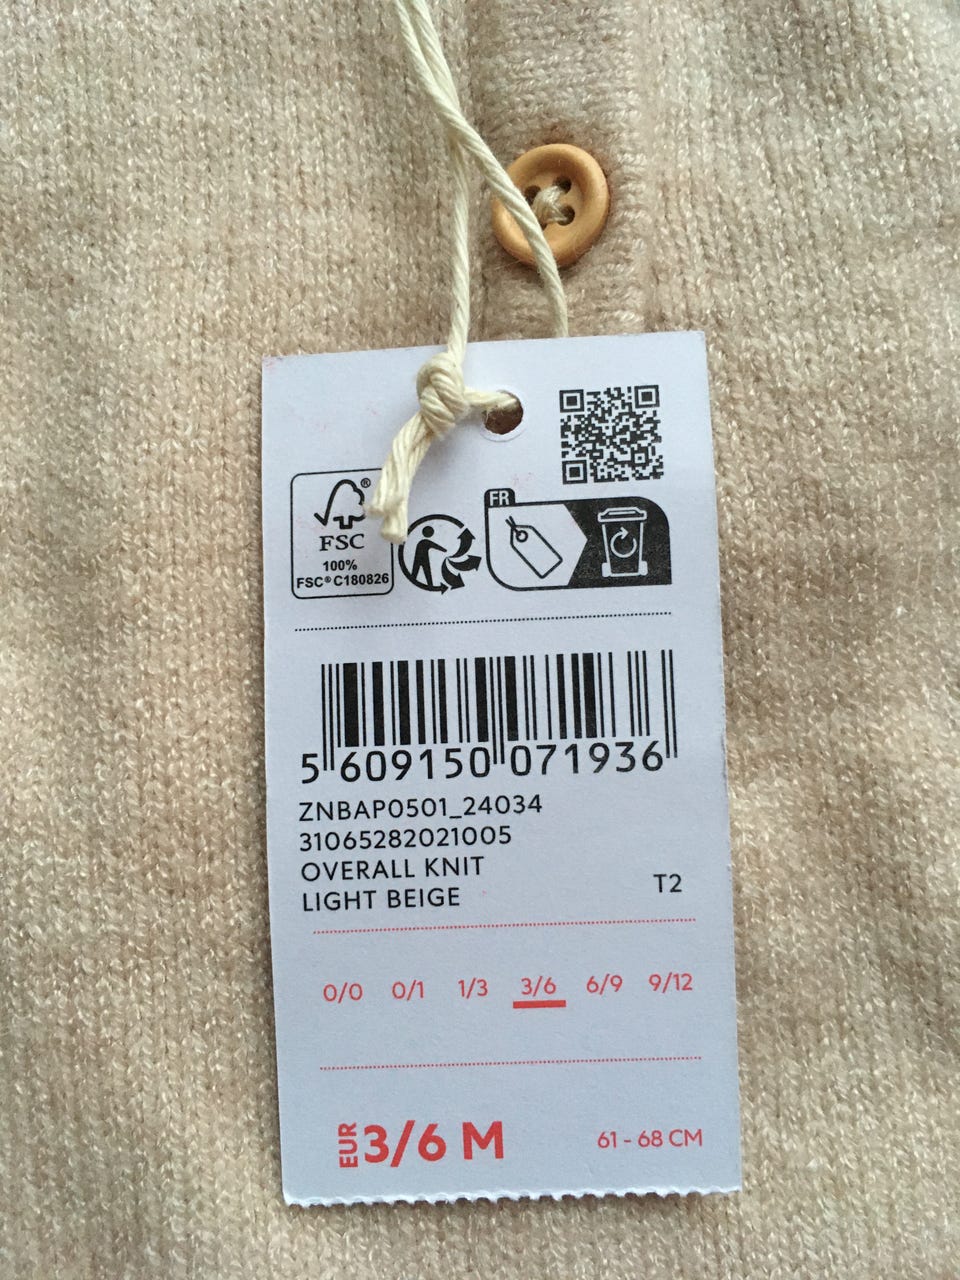 FR
FSC®
100%
FSC® C180826
5 609150 071936
ZNBAP0501_24034
31065282021005
OVERALL KNIT
LIGHT BEIGE
T2
0/0 0/1 1/3 3/6 6/9 9/12
EUR 3/6 M
61 - 68 CM